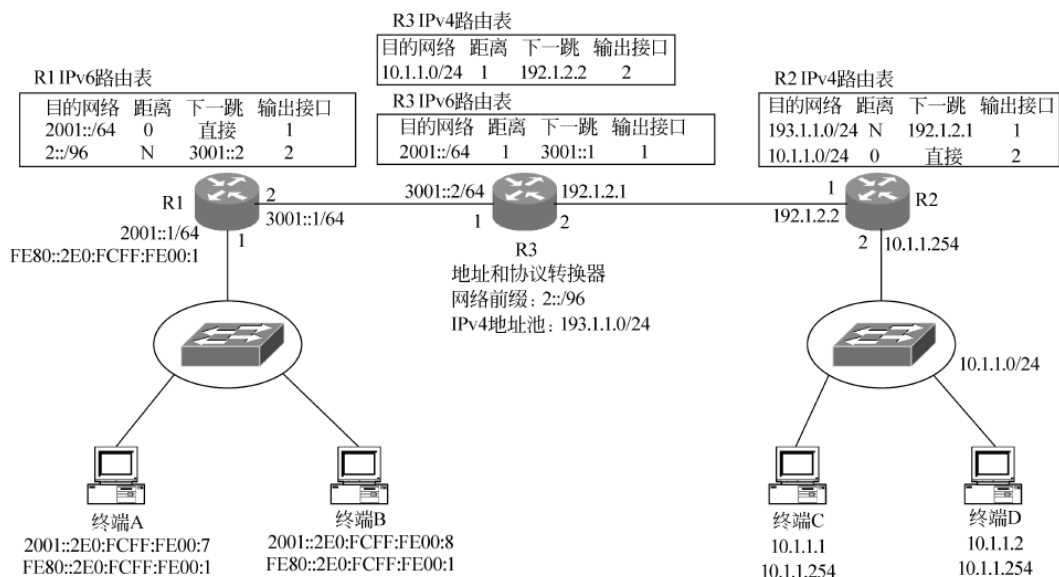 R3 IPv4路由表
目的网络 距离 下一跳 输出接口
10.1.1.0/24 1 192.1.2.2 2
R1 IPv6路由表
目的网络 距离 下一跳 输出接口
2001::/64 0 直接 1
2::/96 N 3001::2 2
R3 IPv6路由表
目的网络 距离 下一跳 输出接口
2001::/64 1 3001::1 1
R2 IPv4路由表
目的网络 距离 下一跳 输出接口
193.1.1.0/24 N 192.1.2.1 1
10.1.1.0/24 0 直接 2
R1
2
3001::1/64
2001::1/64
1
FE80::2E0:FCFF:FE00:1
3001::2/64
192.1.2.1
1
2
R3
地址和协议转换器
网络前缀:2::/96
IPv4地址池:193.1.1.0/24
1
R2
192.1.2.2
2
10.1.1.254
10.1.1.0/24
终端A
2001::2E0:FCFF:FE00:7
FE80::2E0:FCFF:FE00:1
终端B
2001::2E0:FCFF:FE00:8
FE80::2E0:FCFF:FE00:1
终端C
10.1.1.1
10.1.1.254
终端D
10.1.1.2
10.1.1.254